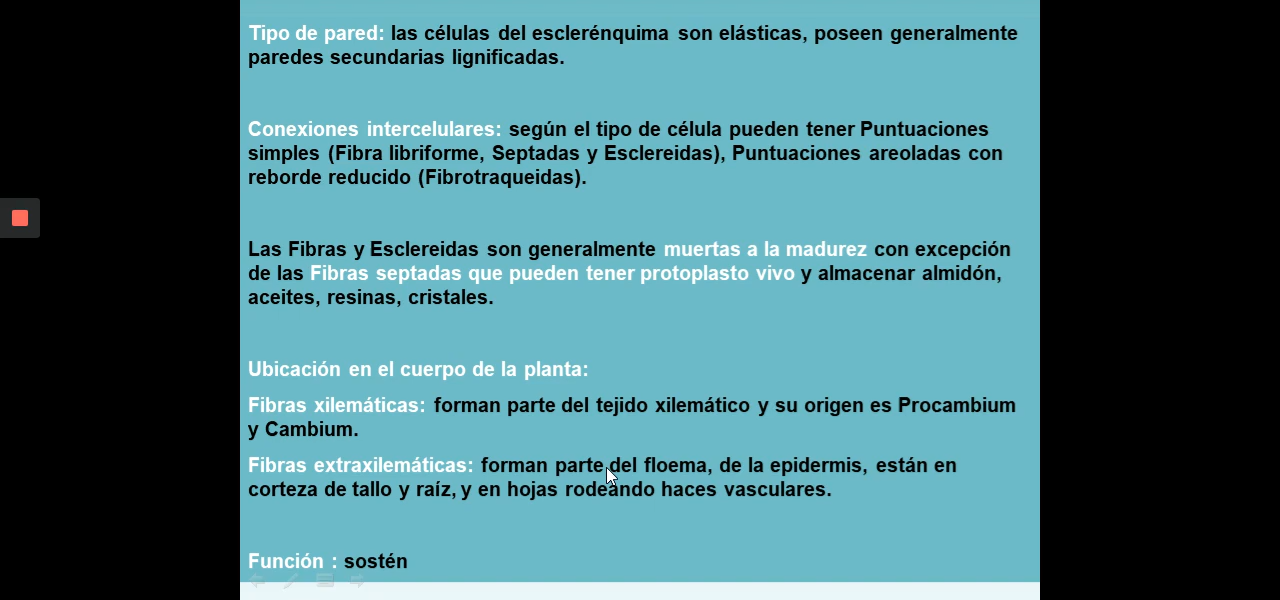 Tipo de pared: las células del esclerénquima son elásticas, poseen generalmente
paredes secundarias lignificadas.
Conexiones intercelulares: según el tipo de célula pueden tener Puntuaciones
simples (Fibra libriforme, Septadas y Esclereidas), Puntuaciones areoladas con
reborde reducido (Fibrotraqueidas).
Las Fibras y Esclereidas son generalmente muertas a la madurez con excepción
de las Fibras septadas que pueden tener protoplasto vivo y almacenar almidón,
aceites, resinas, cristales.
Ubicación en el cuerpo de la planta:
Fibras xilemáticas: forman parte del tejido xilemático y su origen es Procambium
y Cambium.
Fibras extraxilemáticas: forman parte del floema, de la epidermis, están en
corteza de tallo y raíz, y en hojas rodeando haces vasculares.
Función : sostén